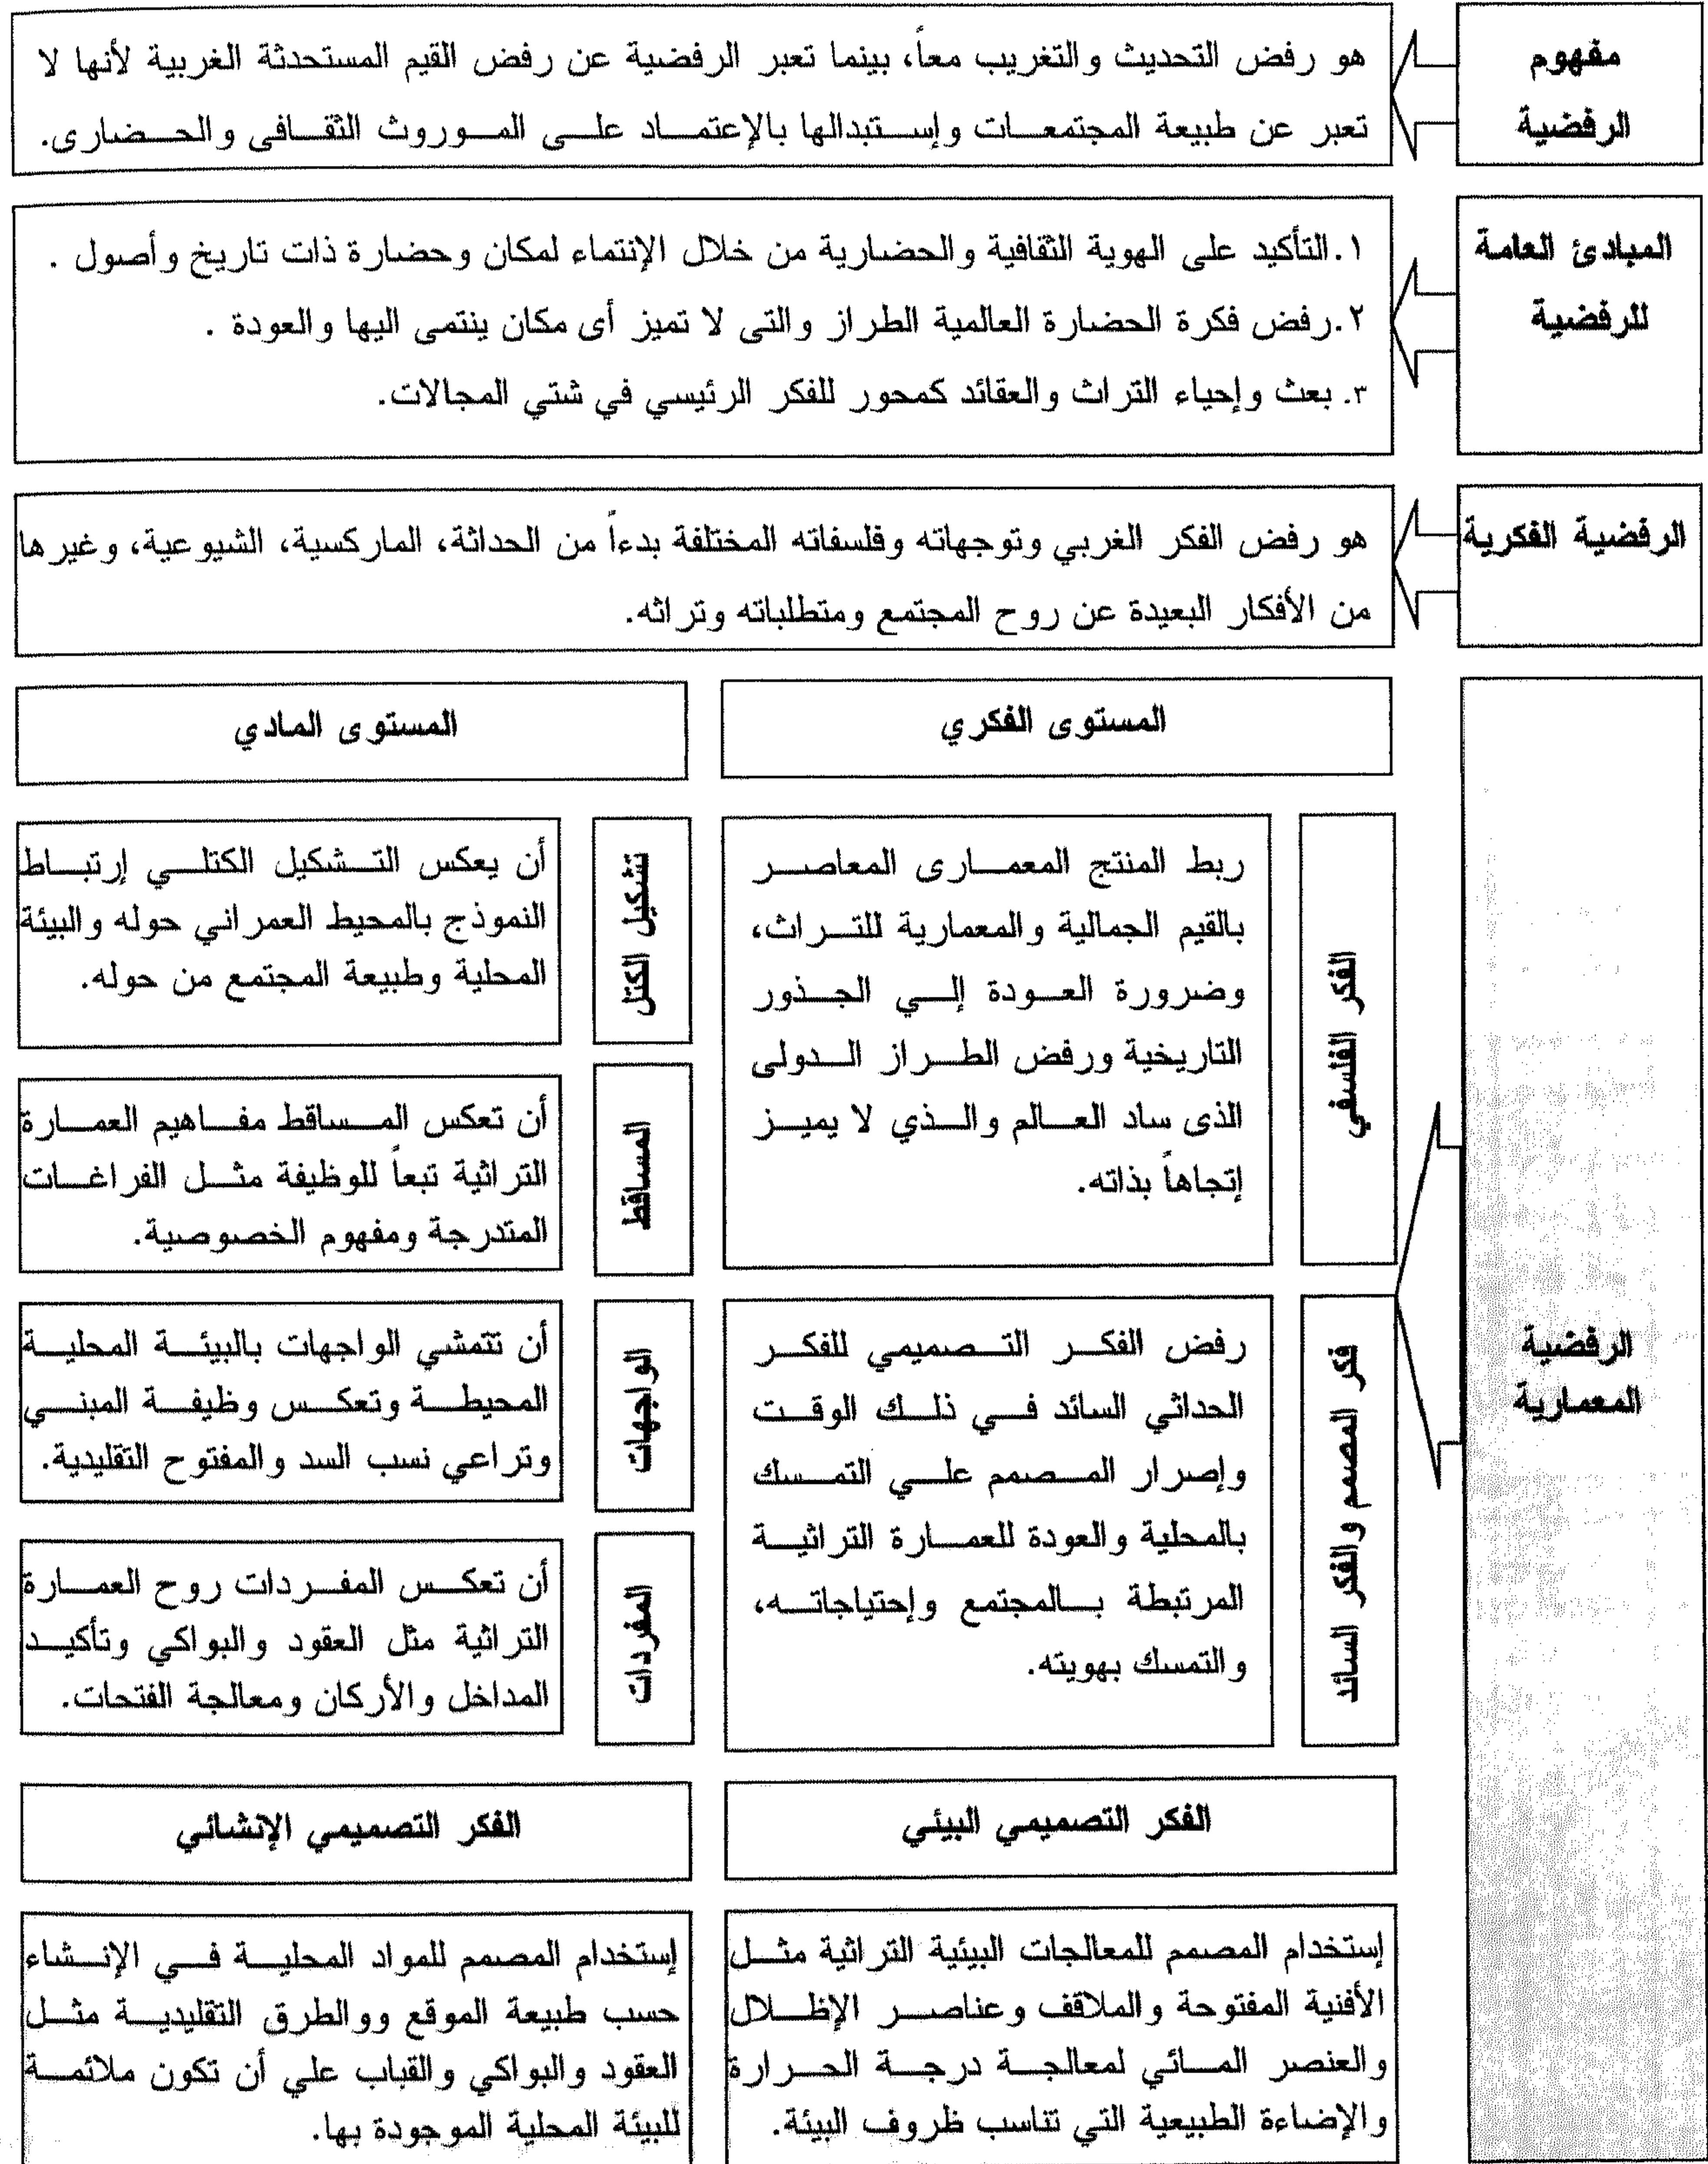 مفهوم
الرفضية
هو رفض التحديث والتغريب معاً، بينما تعبر الرفضية عن رفض القيم المستحدثة الغربية لأنها لا
تعبر عن طبيعة المجتمعات وإستبدالها بالإعتماد على الموروث الثقافى والحضارى.
المبادئ العامة
للرفضية
١.التأكيد على الهوية الثقافية والحضارية من خلال الإنتماء لمكان وحضارة ذات تاريخ وأصول .
٢.رفض فكرة الحضارة العالمية الطراز والتى لا تميز أى مكان ينتمى اليها والعودة .
٣. بعث وإحياء التراث والعقائد كمحور للفكر الرئيسي في شتي المجالات.
الرفضية الفكرية
هو رفض الفكر الغربي وتوجهاته وفلسفاته المختلفة بدءاً من الحداثة، الماركسية، الشيوعية، وغيرها
من الأفكار البعيدة عن روح المجتمع ومتطلباته وتراثه.
الرفضية
المعمارية
المستوى الفكري
الفكر الفلسفي
ربط المنتج المعمارى المعاصر
بالقيم الجمالية والمعمارية للتراث،
وضرورة العودة إلي الجذور
التاريخية ورفض الطراز الدولى
الذى ساد العالم والذي لا يميز
إتجاهاً بذاته.
فكر المصمم والفكر السائد
رفض الفكر التصميمي للفكر
الحداثي السائد في ذلك الوقت
وإصرار المصمم علي التمسك
بالمحلية والعودة للعمارة التراثية
المرتبطة بالمجتمع وإحتياجاته،
والتمسك بهويته.
المستوى المادي
تشكيل الكتل
أن يعكس التشكيل الكتلي إرتباط
النموذج بالمحيط العمراني حوله والبيئة
المحلية وطبيعة المجتمع من حوله.
المساقط
أن تعكس المساقط مفاهيم العمارة
التراثية تبعاً للوظيفة مثل الفراغات
المتدرجة ومفهوم الخصوصية.
الواجهات
أن تتمشي الواجهات بالبيئة المحلية
المحيطة وتعكس وظيفة المبني
وتراعي نسب السد والمفتوح التقليدية.
المفردات
أن تعكس المفردات روح العمارة
التراثية مثل العقود والبواكي وتأكيد
المداخل والأركان ومعالجة الفتحات.
الفكر التصميمي البيئي
إستخدام المصمم للمعالجات البيئية التراثية مثل
الأفنية المفتوحة والملاقف وعناصر الإظلال
والعنصر المائي لمعالجة درجة الحرارة
والإضاءة الطبيعية التي تناسب ظروف البيئة.
الفكر التصميمي الإنشائي
إستخدام المصمم للمواد المحلية في الإنشاء
حسب طبيعة الموقع ووالطرق التقليدية مثل
العقود والبواكي والقباب علي أن تكون ملائمة
للبيئة المحلية الموجودة بها.